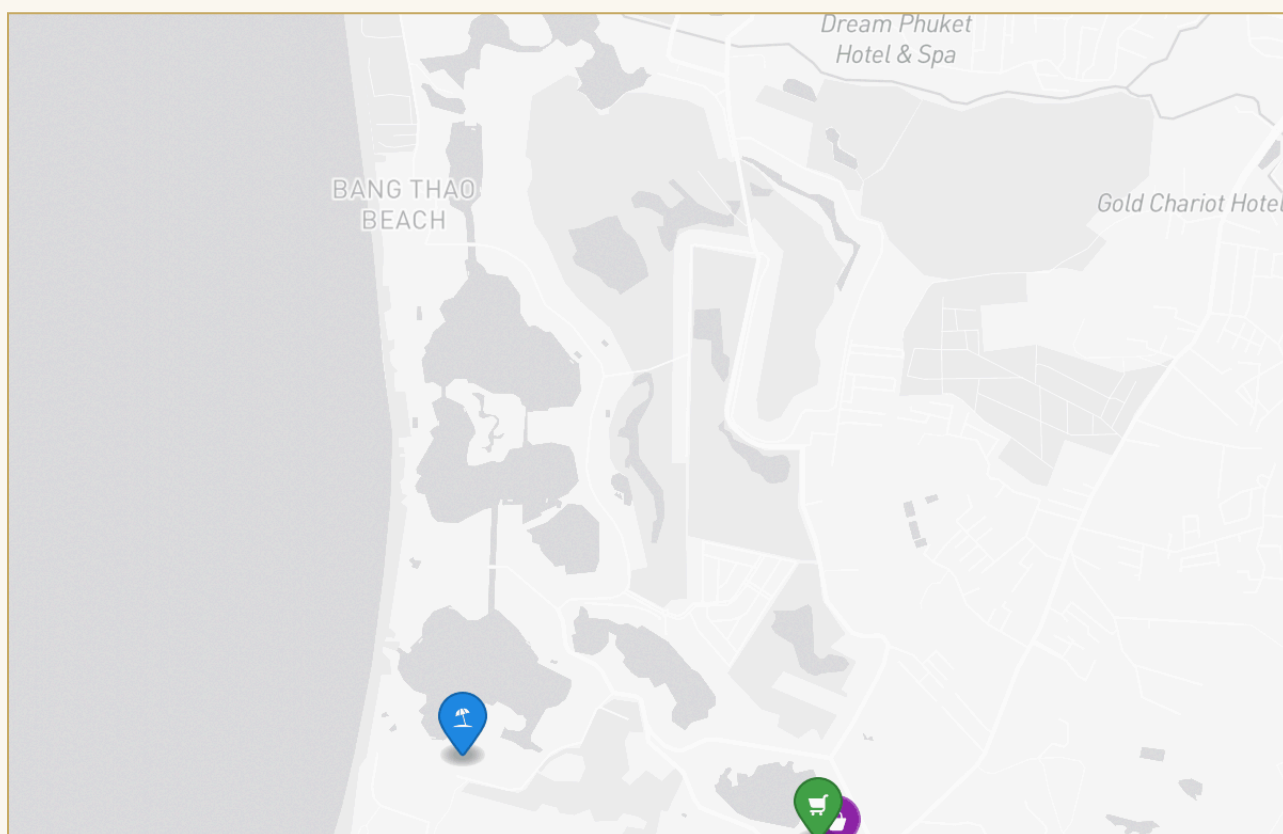 Dream Phuket
Hotel & Spa
BANG THAO
BEACH
Gold Chariot Hotel